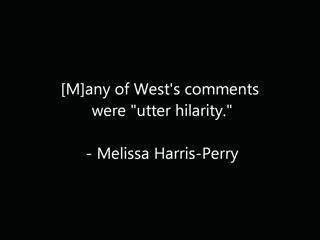 [M]any of West's comments
were "utter hilarity."
- Melissa Harris-Perry